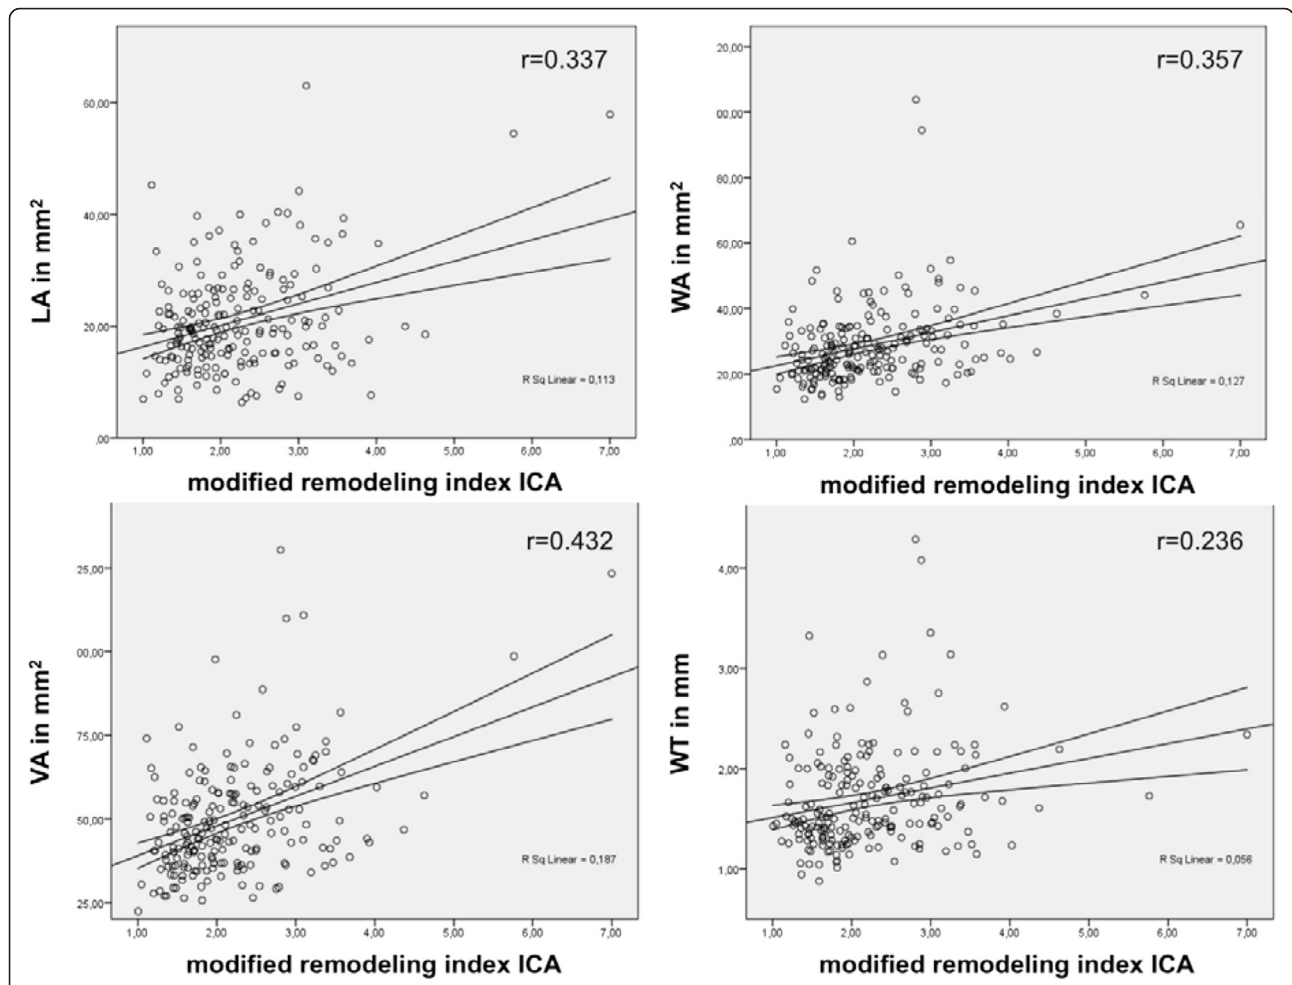 r=0.337
LA in mm2
60,00
40,00
20,00
,00
R Sq Linear = 0,113
1,00 2,00 3,00 4,00 5,00 6,00 7,00
modified remodeling index ICA
r=0.357
WA in mm2
20,00
00,00
80,00
60,00
40,00
20,00
,00
R Sq Linear = 0,127
1,00 2,00 3,00 4,00 5,00 6,00 7,00
modified remodeling index ICA
r=0.432
VA in mm2
25,00
00,00
75,00
50,00
25,00
R Sq Linear = 0,187
1,00 2,00 3,00 4,00 5,00 6,00 7,00
modified remodeling index ICA
r=0.236
WT in mm
4,00
3,00
2,00
1,00
R Sq Linear = 0,056
1,00 2,00 3,00 4,00 5,00 6,00 7,00
modified remodeling index ICA